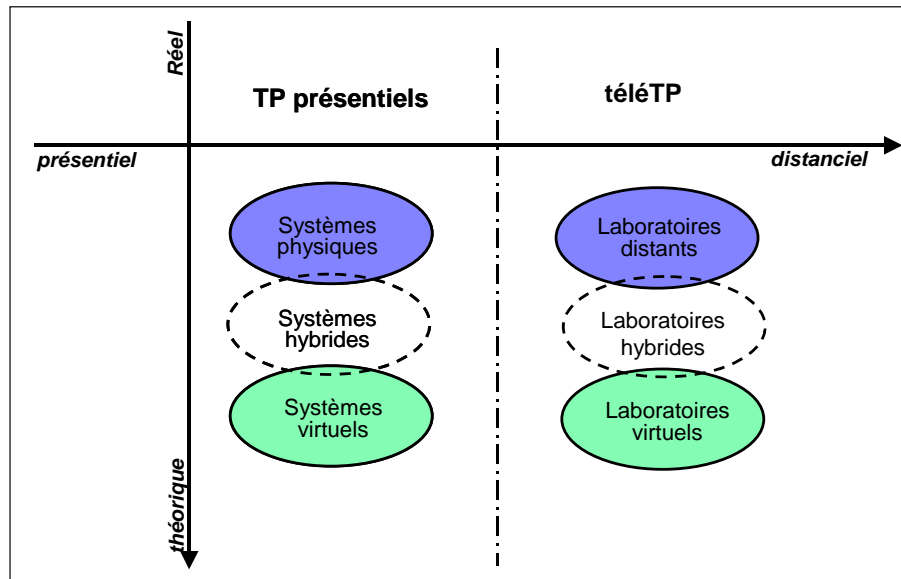 Réel
TP présentiels
téléTP
présentiel
distanciel
Systèmes
physiques
Laboratoires
distants
Systèmes
hybrides
Laboratoires
hybrides
Systèmes
virtuels
Laboratoires
virtuels
théorique